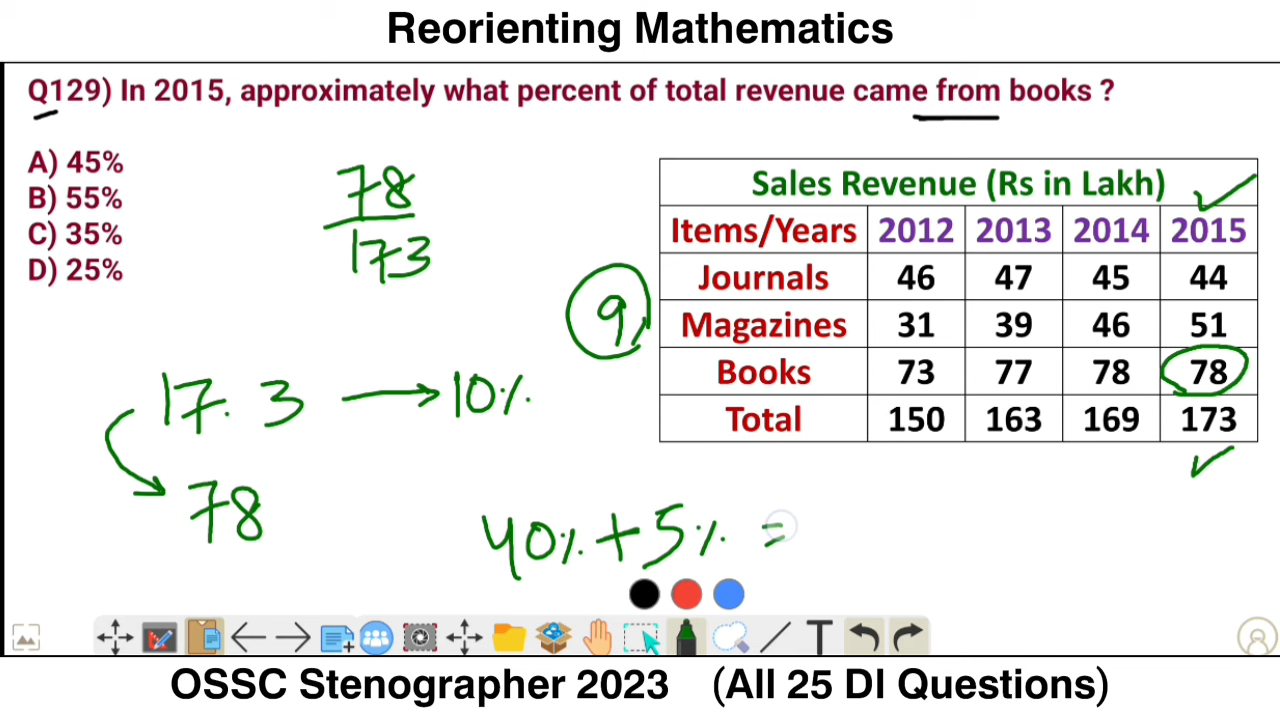 Reorienting Mathematics
Q129) In 2015, approximately what percent of total revenue came from books ?
A) 45%
B) 55%
C) 35%
D) 25%
78
173
17.3 → 10%
78
40% + 5% =
9
Sales Revenue (Rs in Lakh)
Items/Years 2012 2013 2014 2015
Journals 46 47 45 44
Magazines 31 39 46 51
Books 73 77 78 78
Total 150 163 169 173
T
OSSC Stenographer 2023 (All 25 DI Questions)